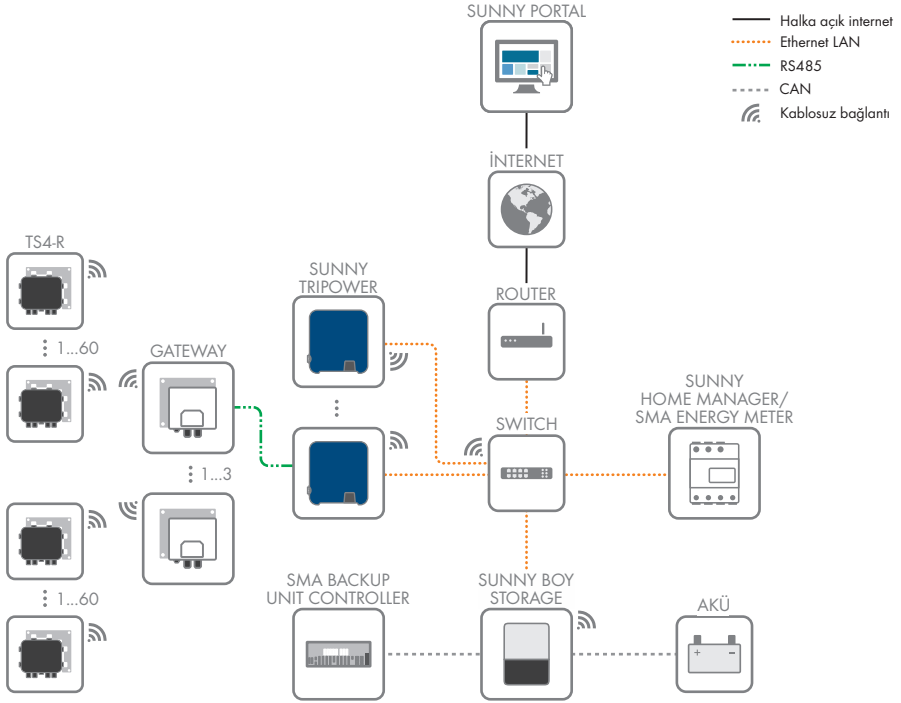 SUNNY PORTAL
Halka açık internet
Ethernet LAN
RS485
CAN
Kablosuz bağlantı
İNTERNET
TS4-R
SUNNY
TRIPOWER
ROUTER
1...60
GATEWAY
SUNNY
HOME MANAGER/
SMA ENERGY METER
SWITCH
1...3
SMA BACKUP
UNIT CONTROLLER
SUNNY BOY
STORAGE
AKÜ
1...60